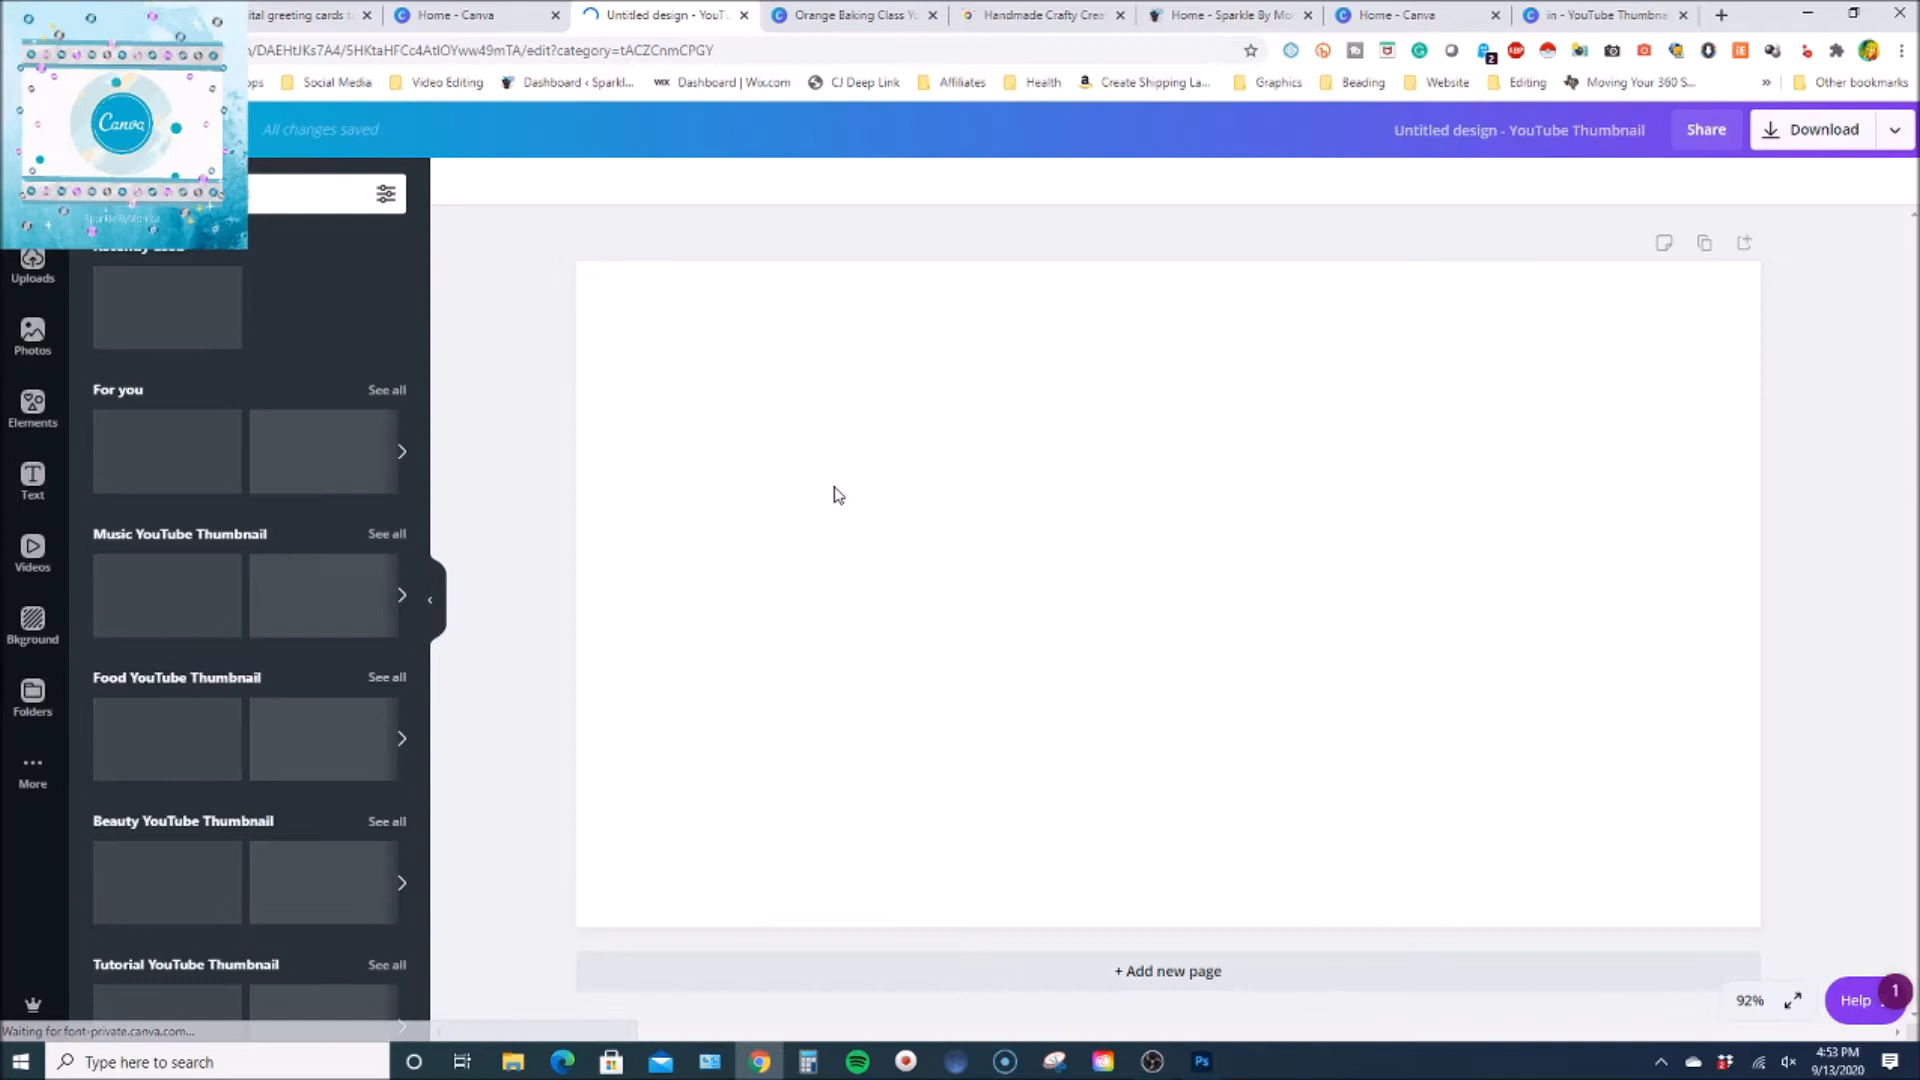 ital greeting cards t
Home - Canva
Untitled design - YouT
Orange Baking Class Yo
Handmade Crafty Crea
Home - Sparkle By Mo
Home - Canva
in - YouTube Thumbna
/DAEHtJKs7A4/5HKtaHFCc4AtIOYww49mTA/edit?category=tACZCnmCPGY
ops
Social Media
Video Editing
Dashboard ‹ Sparkl...
WIX Dashboard | Wix.com
CJ Deep Link
Affiliates
Health
Create Shipping La...
Graphics
Beading
Website
Editing
Moving Your 360 S...
»
Other bookmarks
Canva
SparkleByMonica
All changes saved
Untitled design - YouTube Thumbnail
Share
Download
Uploads
Photos
Elements
Text
Videos
Bkground
Folders
More
For you
See all
Music YouTube Thumbnail
See all
Food YouTube Thumbnail
See all
Beauty YouTube Thumbnail
See all
Tutorial YouTube Thumbnail
See all
+ Add new page
92%
Help
1
Waiting for font-private.canva.com...
Type here to search
Ps
4:53 PM
9/13/2020